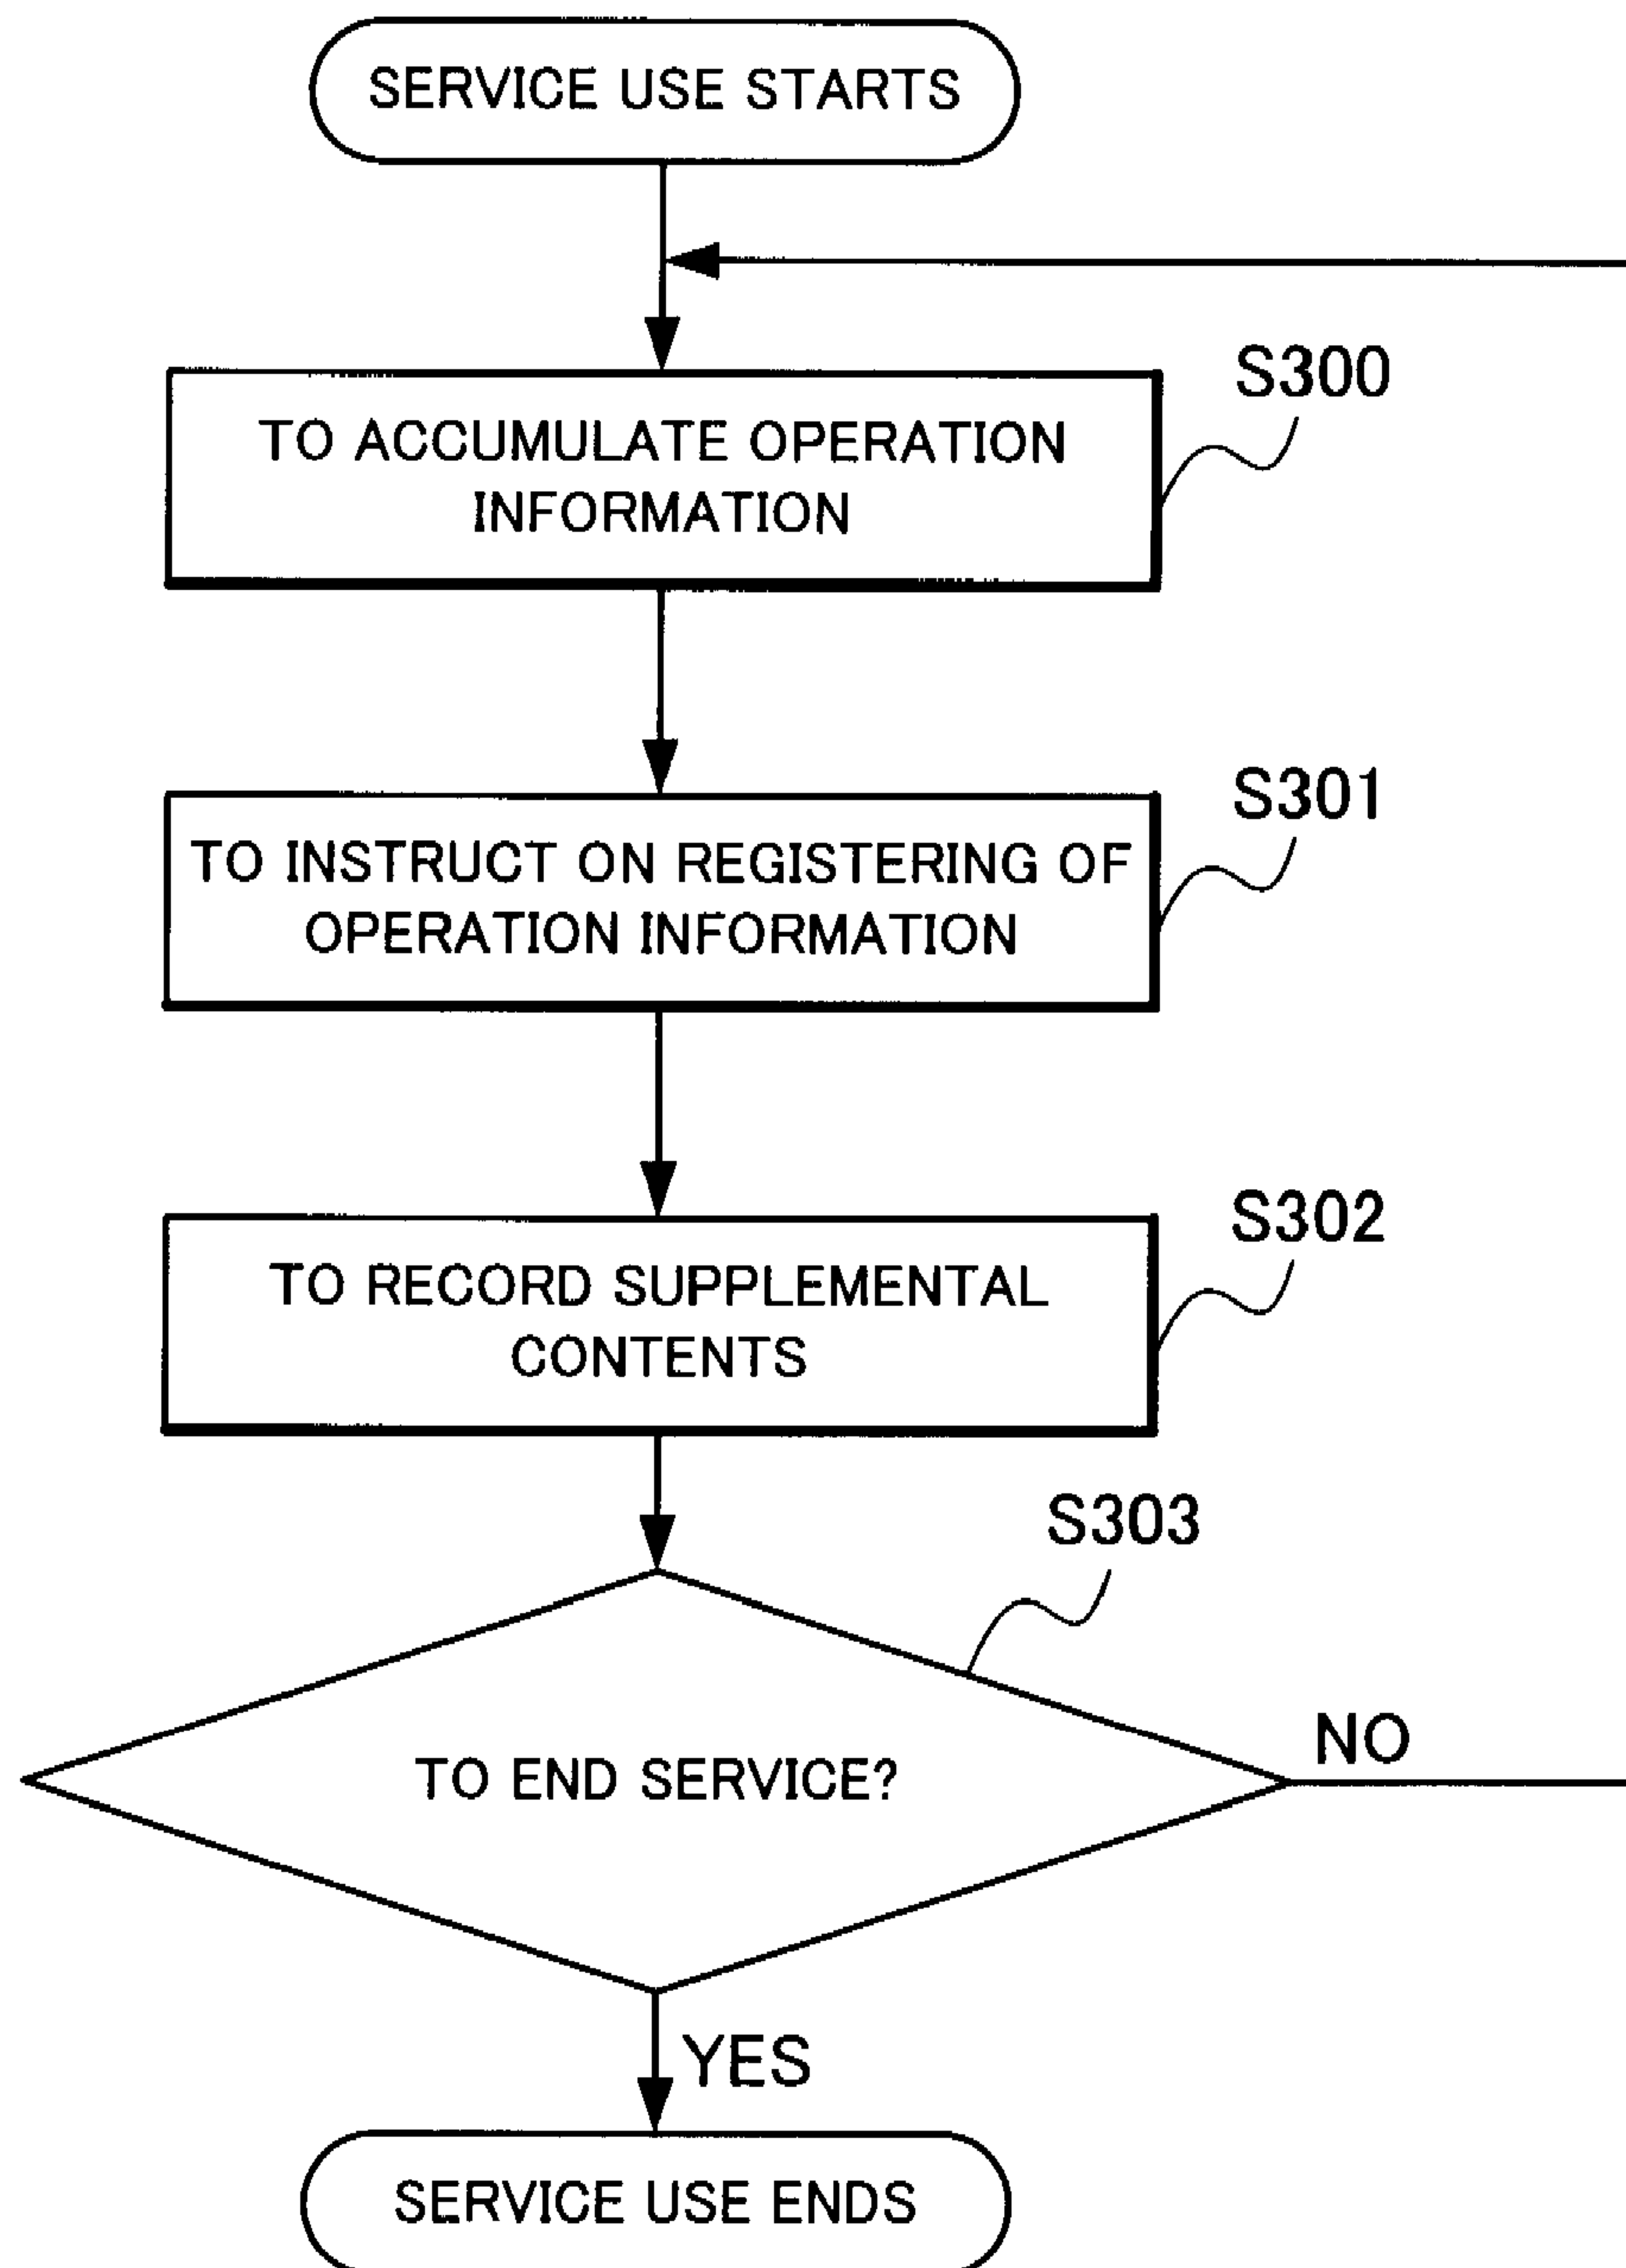 SERVICE USE STARTS
S300
TO ACCUMULATE OPERATION
INFORMATION
S301
TO INSTRUCT ON REGISTERING OF
OPERATION INFORMATION
S302
TO RECORD SUPPLEMENTAL
CONTENTS
S303
TO END SERVICE?
NO
YES
SERVICE USE ENDS